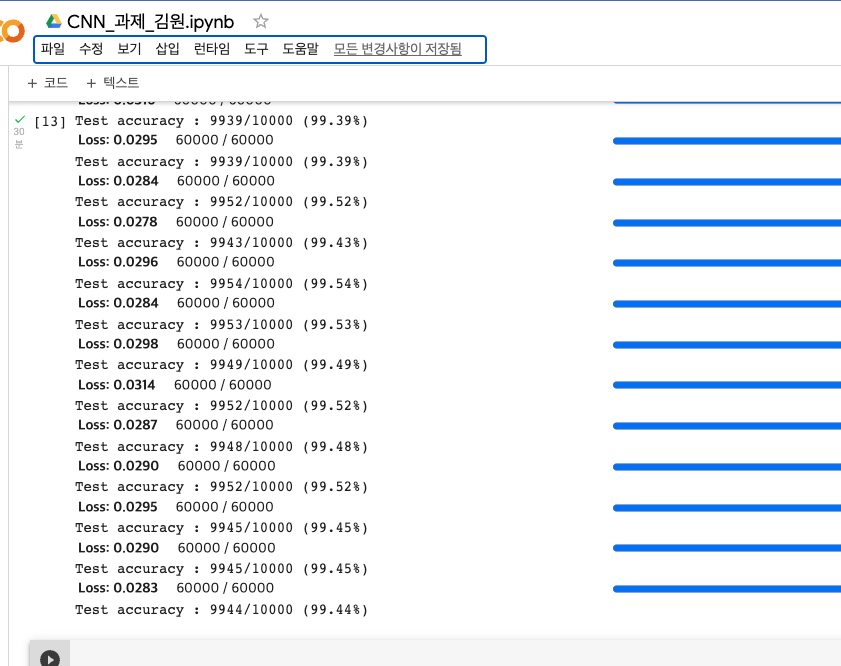 CNN_과제_김원.ipynb
파일 수정 보기 삽입 런타임 도구 도움말 모든 변경사항이 저장됨
+ 코드 + 텍스트
Loss: 0.0310 60000 / 60000
[13] Test accuracy : 9939/10000 (99.39%)
30분
Loss: 0.0295 60000 / 60000
Test accuracy : 9939/10000 (99.39%)
Loss: 0.0284 60000 / 60000
Test accuracy : 9952/10000 (99.52%)
Loss: 0.0278 60000 / 60000
Test accuracy : 9943/10000 (99.43%)
Loss: 0.0296 60000 / 60000
Test accuracy : 9954/10000 (99.54%)
Loss: 0.0284 60000 / 60000
Test accuracy : 9953/10000 (99.53%)
Loss: 0.0298 60000 / 60000
Test accuracy : 9949/10000 (99.49%)
Loss: 0.0314 60000 / 60000
Test accuracy : 9952/10000 (99.52%)
Loss: 0.0287 60000 / 60000
Test accuracy : 9948/10000 (99.48%)
Loss: 0.0290 60000 / 60000
Test accuracy : 9952/10000 (99.52%)
Loss: 0.0295 60000 / 60000
Test accuracy : 9945/10000 (99.45%)
Loss: 0.0290 60000 / 60000
Test accuracy : 9945/10000 (99.45%)
Loss: 0.0283 60000 / 60000
Test accuracy : 9944/10000 (99.44%)